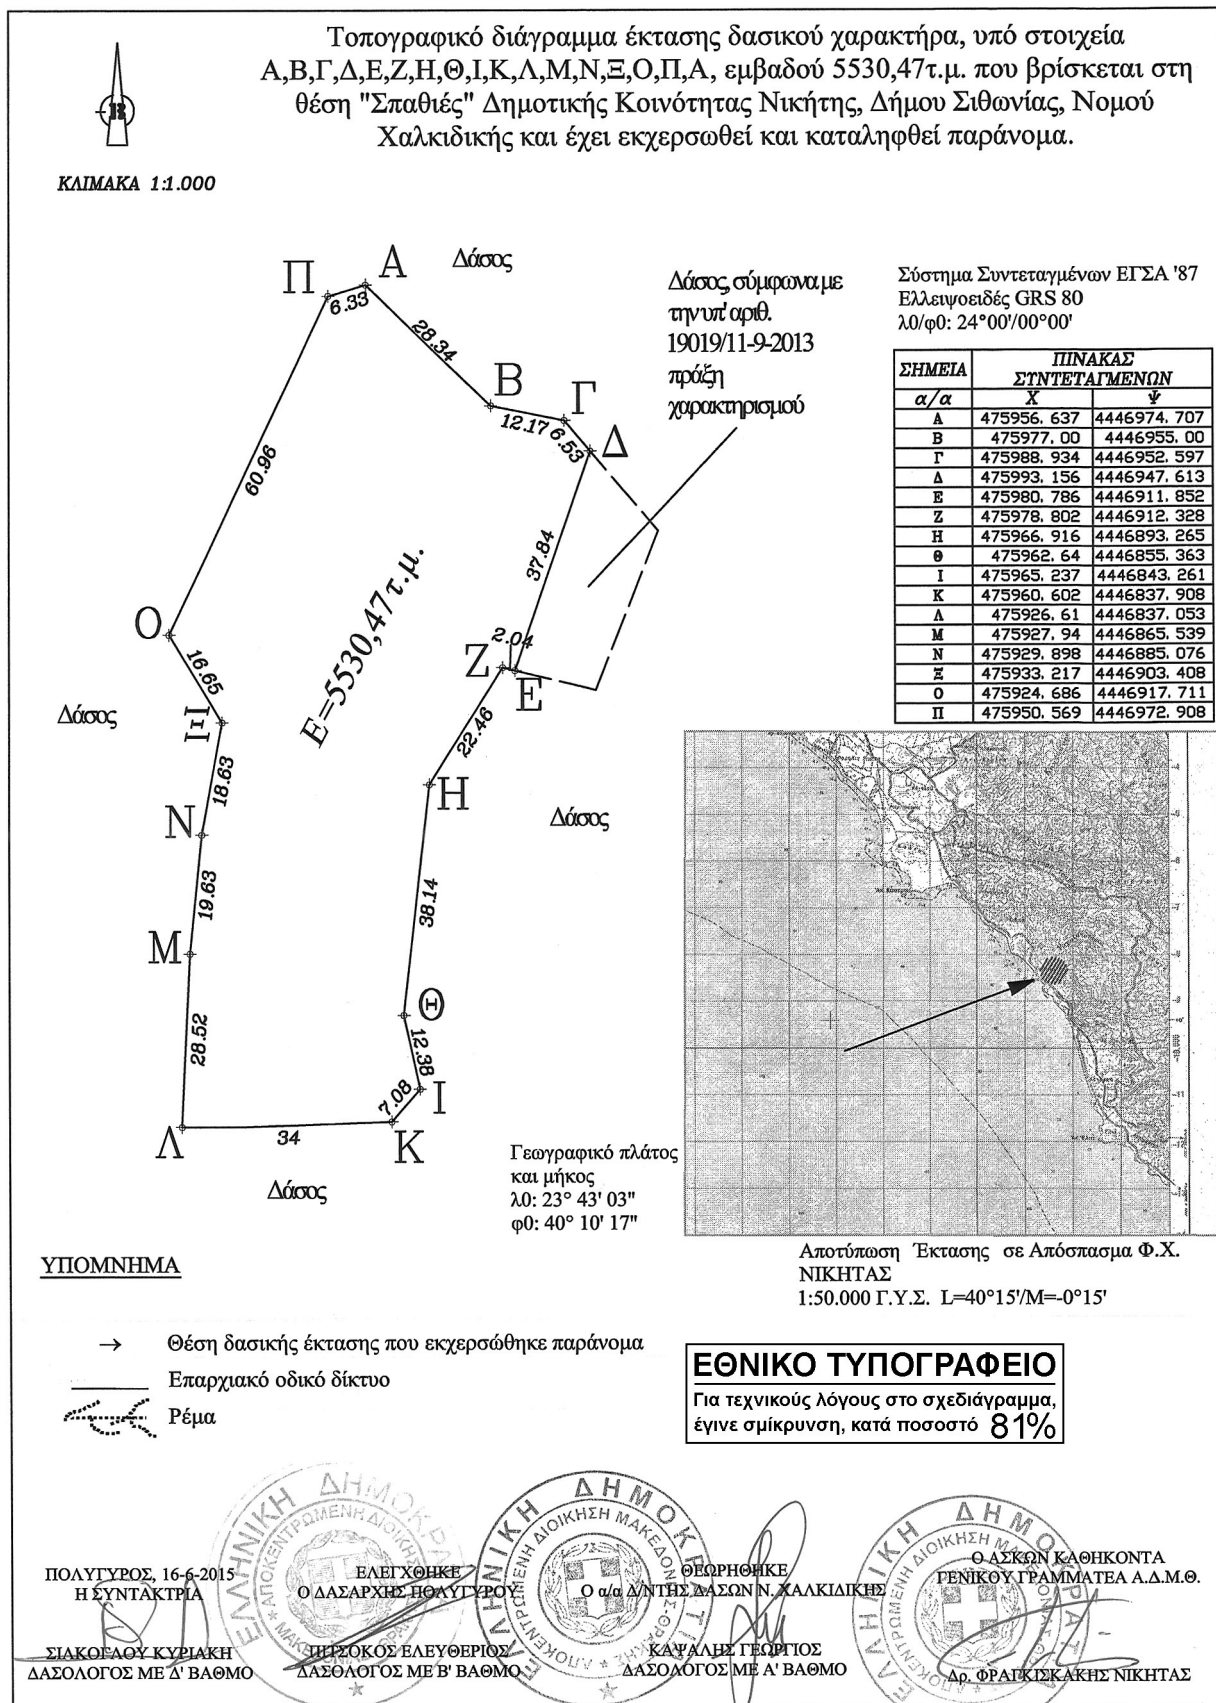 Τοπογραφικό διάγραμμα έκτασης δασικού χαρακτήρα, υπό στοιχεία
Α,Β,Γ,Δ,Ε,Ζ,Η,Θ,Ι,Κ,Λ,Μ,Ν,Ξ,Ο,Π,Α, εμβαδού 5530,47τ.μ. που βρίσκεται στη
θέση "Σπαθιές" Δημοτικής Κοινότητας Νικήτης, Δήμου Σιθωνίας, Νομού
Χαλκιδικής και έχει εκχερσωθεί και καταληφθεί παράνομα.
ΚΛΙΜΑΚΑ 1:1.000
Δάσος
Π
Α
6.33
28.34
Β
Γ
12.17
6.53
Δ
60.96
37.84
Ε=5530,47τ.μ.
Ο
16.65
2.04
Ζ
Ε
Δάσος
Ξ
22.46
18.63
Η
Ν
Δάσος
19.63
38.14
Μ
Θ
28.52
12.38
7.08
Ι
Λ
34
Κ
Δάσος
Δάσος, σύμφωνα με
την υπ' αριθ.
19019/11-9-2013
πράξη
χαρακτηρισμού
Σύστημα Συντεταγμένων ΕΓΣΑ '87
Ελλειψοειδές GRS 80
λ0/φ0: 24°00'/00°00'
ΣΗΜΕΙΑ ΠΙΝΑΚΑΣ ΣΥΝΤΕΤΑΓΜΕΝΩΝ
α/α Χ Ψ
Α 475956.637 4446974.707
Β 475977.00 4446955.00
Γ 475988.934 4446952.597
Δ 475993.156 4446947.613
Ε 475980.786 4446911.852
Ζ 475978.802 4446912.328
Η 475966.916 4446893.265
Θ 475962.64 4446855.363
Ι 475965.237 4446843.261
Κ 475960.602 4446837.908
Λ 475926.61 4446837.053
Μ 475927.94 4446865.539
Ν 475929.898 4446885.076
Ξ 475933.217 4446903.408
Ο 475924.686 4446917.711
Π 475950.569 4446972.908
Γεωγραφικό πλάτος
και μήκος
λ0: 23° 43' 03"
φ0: 40° 10' 17"
Αποτύπωση Έκτασης σε Απόσπασμα Φ.Χ.
ΝΙΚΗΤΑΣ
1:50.000 Γ.Υ.Σ. L=40°15'/M=-0°15'
ΥΠΟΜΝΗΜΑ
→ Θέση δασικής έκτασης που εκχερσώθηκε παράνομα
Επαρχιακό οδικό δίκτυο
Ρέμα
ΕΘΝΙΚΟ ΤΥΠΟΓΡΑΦΕΙΟ
Για τεχνικούς λόγους στο σχεδιάγραμμα,
έγινε σμίκρυνση, κατά ποσοστό 81%
ΠΟΛΥΓΥΡΟΣ, 16-6-2015
Η ΣΥΝΤΑΚΤΡΙΑ
ΣΙΛΚΟΓΛΟΥ ΚΥΡΙΑΚΗ
ΔΑΣΟΛΟΓΟΣ ΜΕ Δ' ΒΑΘΜΟ
ΕΛΕΓΧΘΗΚΕ
Ο ΔΑΣΑΡΧΗΣ ΠΟΛΥΓΥΡΟΥ
ΠΙΤΣΟΚΟΣ ΕΛΕΥΘΕΡΙΟΣ
ΔΑΣΟΛΟΓΟΣ ΜΕ Β' ΒΑΘΜΟ
ΘΕΩΡΗΘΗΚΕ
Ο α/α Δ/ΝΤΗΣ ΔΑΣΩΝ Ν. ΧΑΛΚΙΔΙΚΗΣ
ΚΑΨΑΛΗΣ ΓΕΩΡΓΙΟΣ
ΔΑΣΟΛΟΓΟΣ ΜΕ Α' ΒΑΘΜΟ
Ο ΑΣΚΩΝ ΚΑΘΗΚΟΝΤΑ
ΓΕΝΙΚΟΥ ΓΡΑΜΜΑΤΕΑ Α.Δ.Μ.Θ.
Δρ. ΦΡΑΓΚΙΣΚΑΚΗΣ ΝΙΚΗΤΑΣ